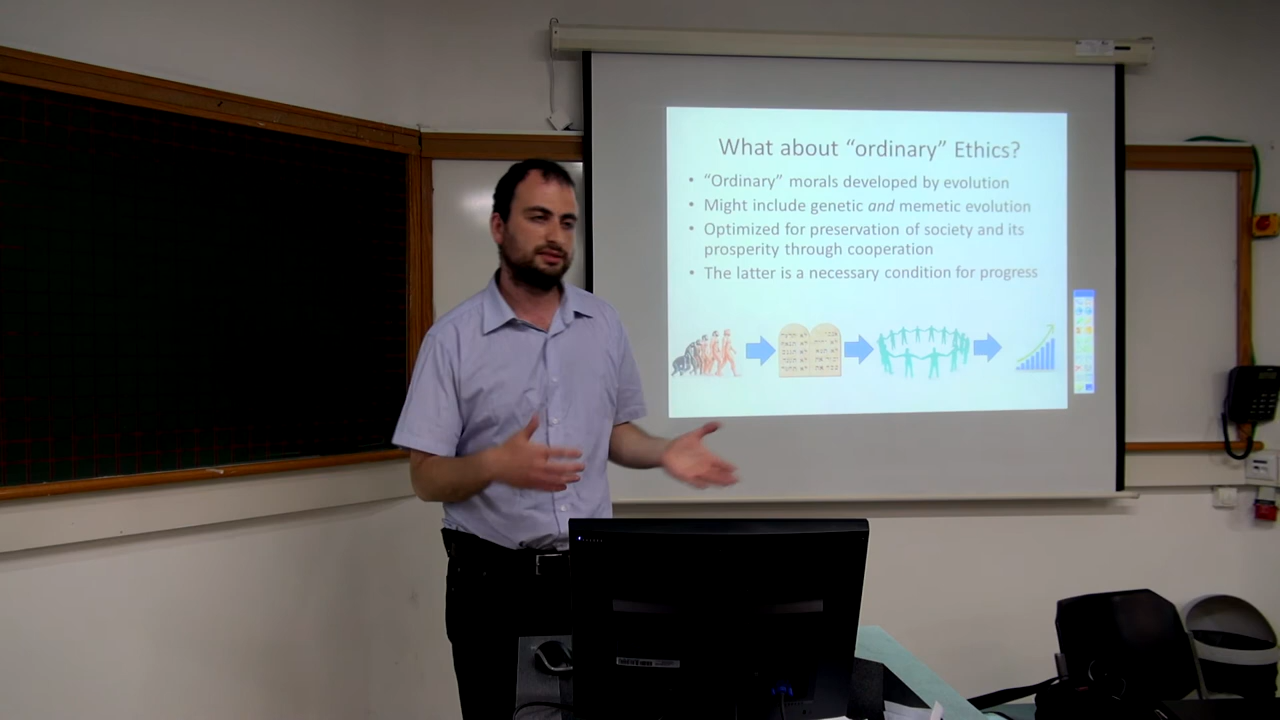 What about “ordinary” Ethics?
• “Ordinary” morals developed by evolution
• Might include genetic and memetic evolution
• Optimized for preservation of society and its
prosperity through cooperation
• The latter is a necessary condition for progress